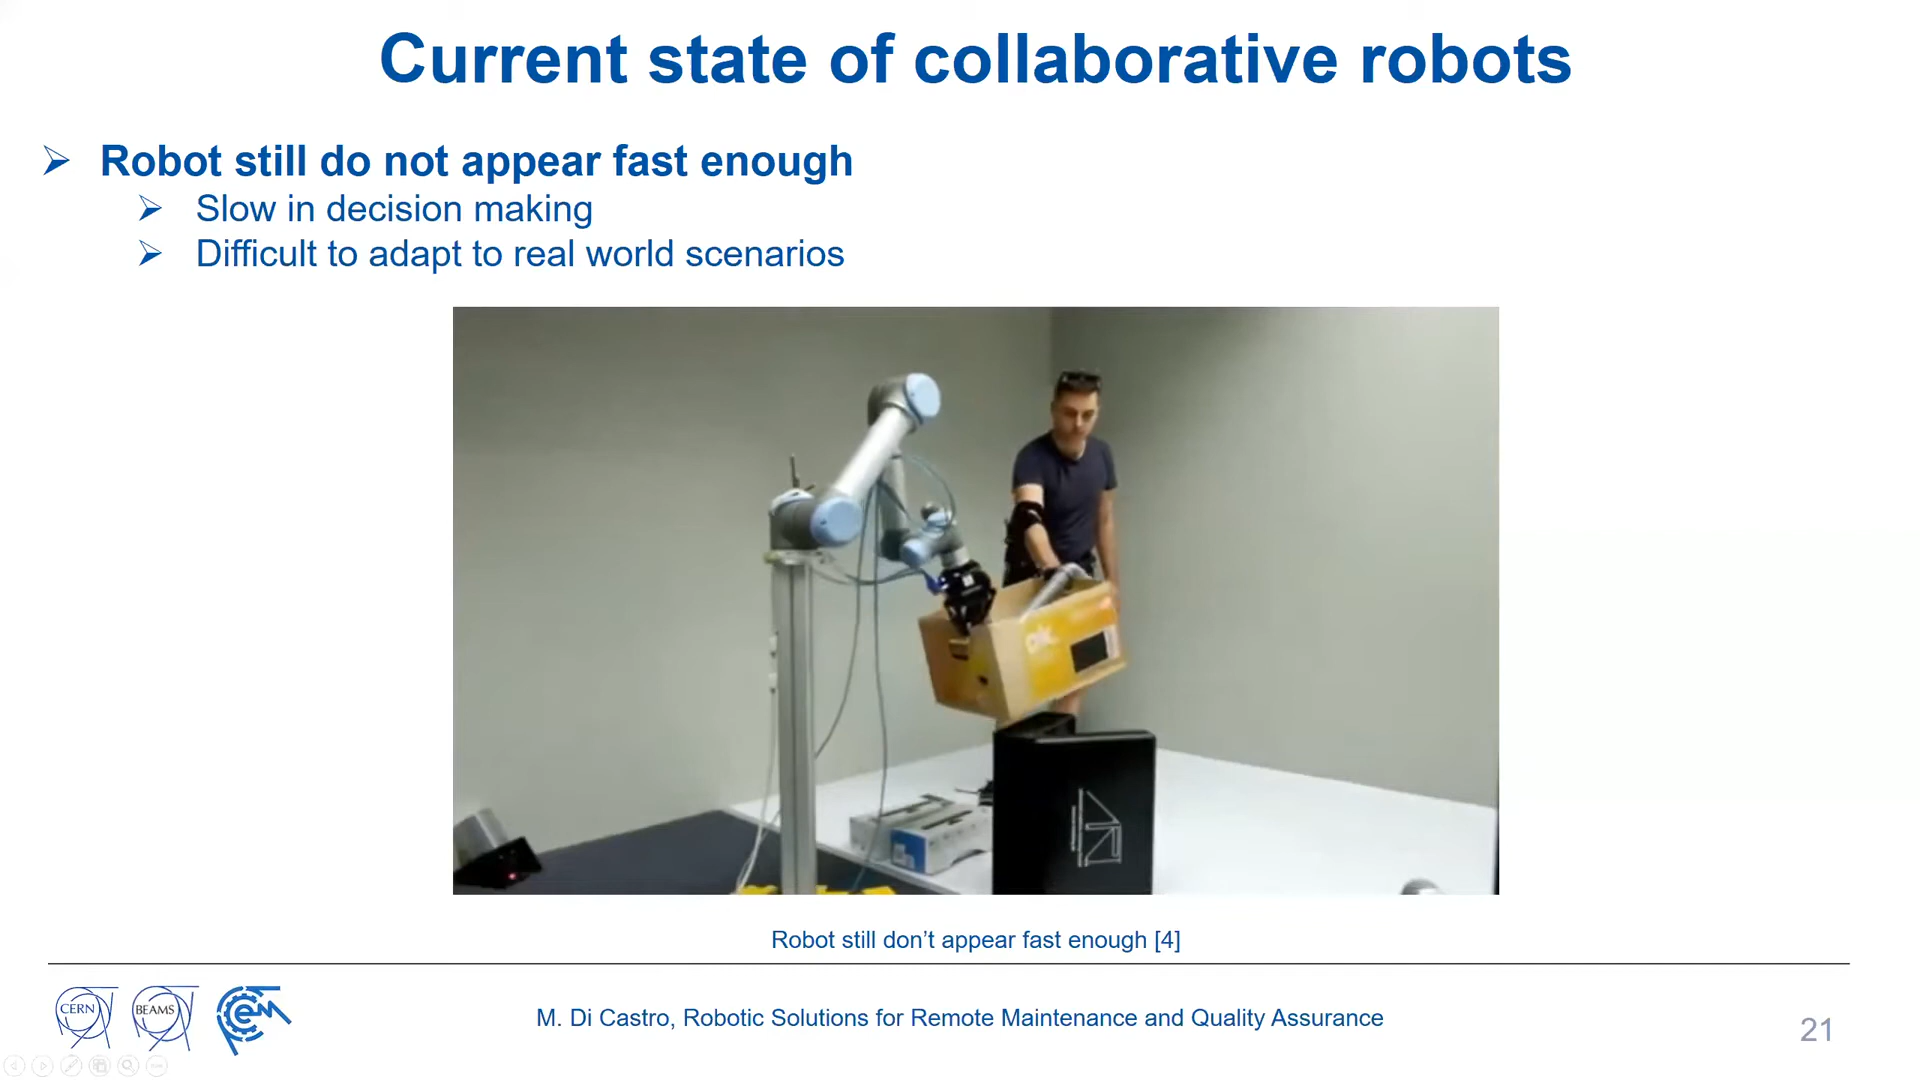 Current state of collaborative robots
Robot still do not appear fast enough
Slow in decision making
Difficult to adapt to real world scenarios
Robot still don’t appear fast enough [4]
CERN
BEAMS
M. Di Castro, Robotic Solutions for Remote Maintenance and Quality Assurance
21